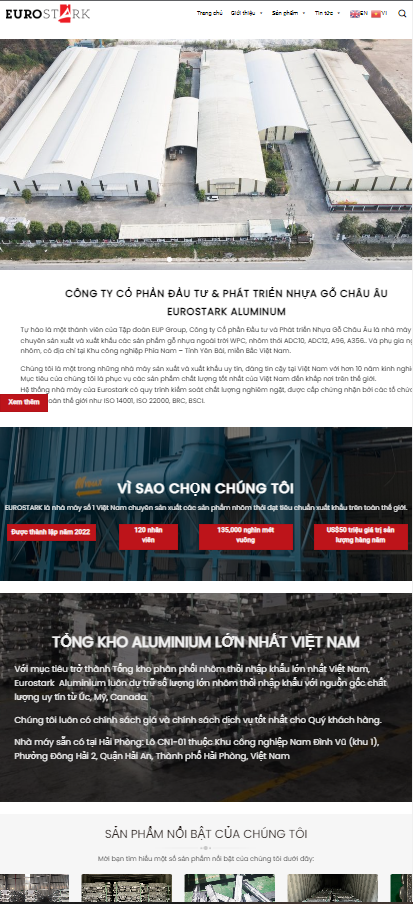 EUROSTARK
Trang chủ Giới thiệu Sản phẩm Tin tức EN VI
CÔNG TY CỔ PHẦN ĐẦU TƯ & PHÁT TRIỂN NHỰA GỖ CHÂU ÂU
EUROSTARK ALUMINUM
Tự hào là một thành viên của Tập đoàn EUP Group, Công ty Cổ phần Đầu tư và Phát triển Nhựa Gỗ Châu Âu là nhà máy
chuyên sản xuất và xuất khẩu các sản phẩm gỗ nhựa ngoài trời WPC, nhôm thỏi ADC10, ADC12, A96, A356.. Và phụ gia
nhôm, có địa chỉ tại Khu công nghiệp Phía Nam – Tỉnh Yên Bái, miền Bắc Việt Nam.
Chúng tôi là một trong những nhà máy sản xuất và xuất khẩu uy tín, đáng tin cậy tại Việt Nam với hơn 10 năm kinh
Mục tiêu của chúng tôi là phục vụ các sản phẩm chất lượng tốt nhất của Việt Nam đến khắp nơi trên thế giới.
Hệ thống nhà máy của Eurostark có quy trình kiểm soát chất lượng nghiêm ngặt, được cấp chứng nhận bởi các tổ
toàn thế giới như ISO 14001, ISO 22000, BRC, BSCI.
Xem thêm
VÌ SAO CHỌN CHÚNG TÔI
EUROSTARK là nhà máy số 1 Việt Nam chuyên sản xuất các sản phẩm nhôm thỏi đạt tiêu chuẩn xuất khẩu trên toàn thế giới.
Được thành lập năm 2022
120 nhân
viên
135,000 nghìn mét
vuông
US$50 triệu giá trị sản
lượng hàng năm
TỔNG KHO ALUMINIUM LỚN NHẤT VIỆT NAM
Với mục tiêu trở thành Tổng kho phân phối nhôm thỏi nhập khẩu lớn nhất Việt Nam,
Eurostark Aluminium luôn dự trữ số lượng lớn nhôm thỏi nhập khẩu với nguồn gốc chất
lượng uy tín từ Úc, Mỹ, Canada.
Chúng tôi luôn có chính sách giá và chính sách dịch vụ tốt nhất cho Quý khách hàng.
Nhà máy sẵn có tại Hải Phòng: Lô CN1-01 thuộc Khu công nghiệp Nam Đình Vũ (khu 1),
Phường Đông Hải 2, Quận Hải An, Thành phố Hải Phòng, Việt Nam
SẢN PHẨM NỔI BẬT CỦA CHÚNG TÔI
Mời bạn tìm hiểu một số sản phẩm nổi bật của chúng tôi dưới đây: